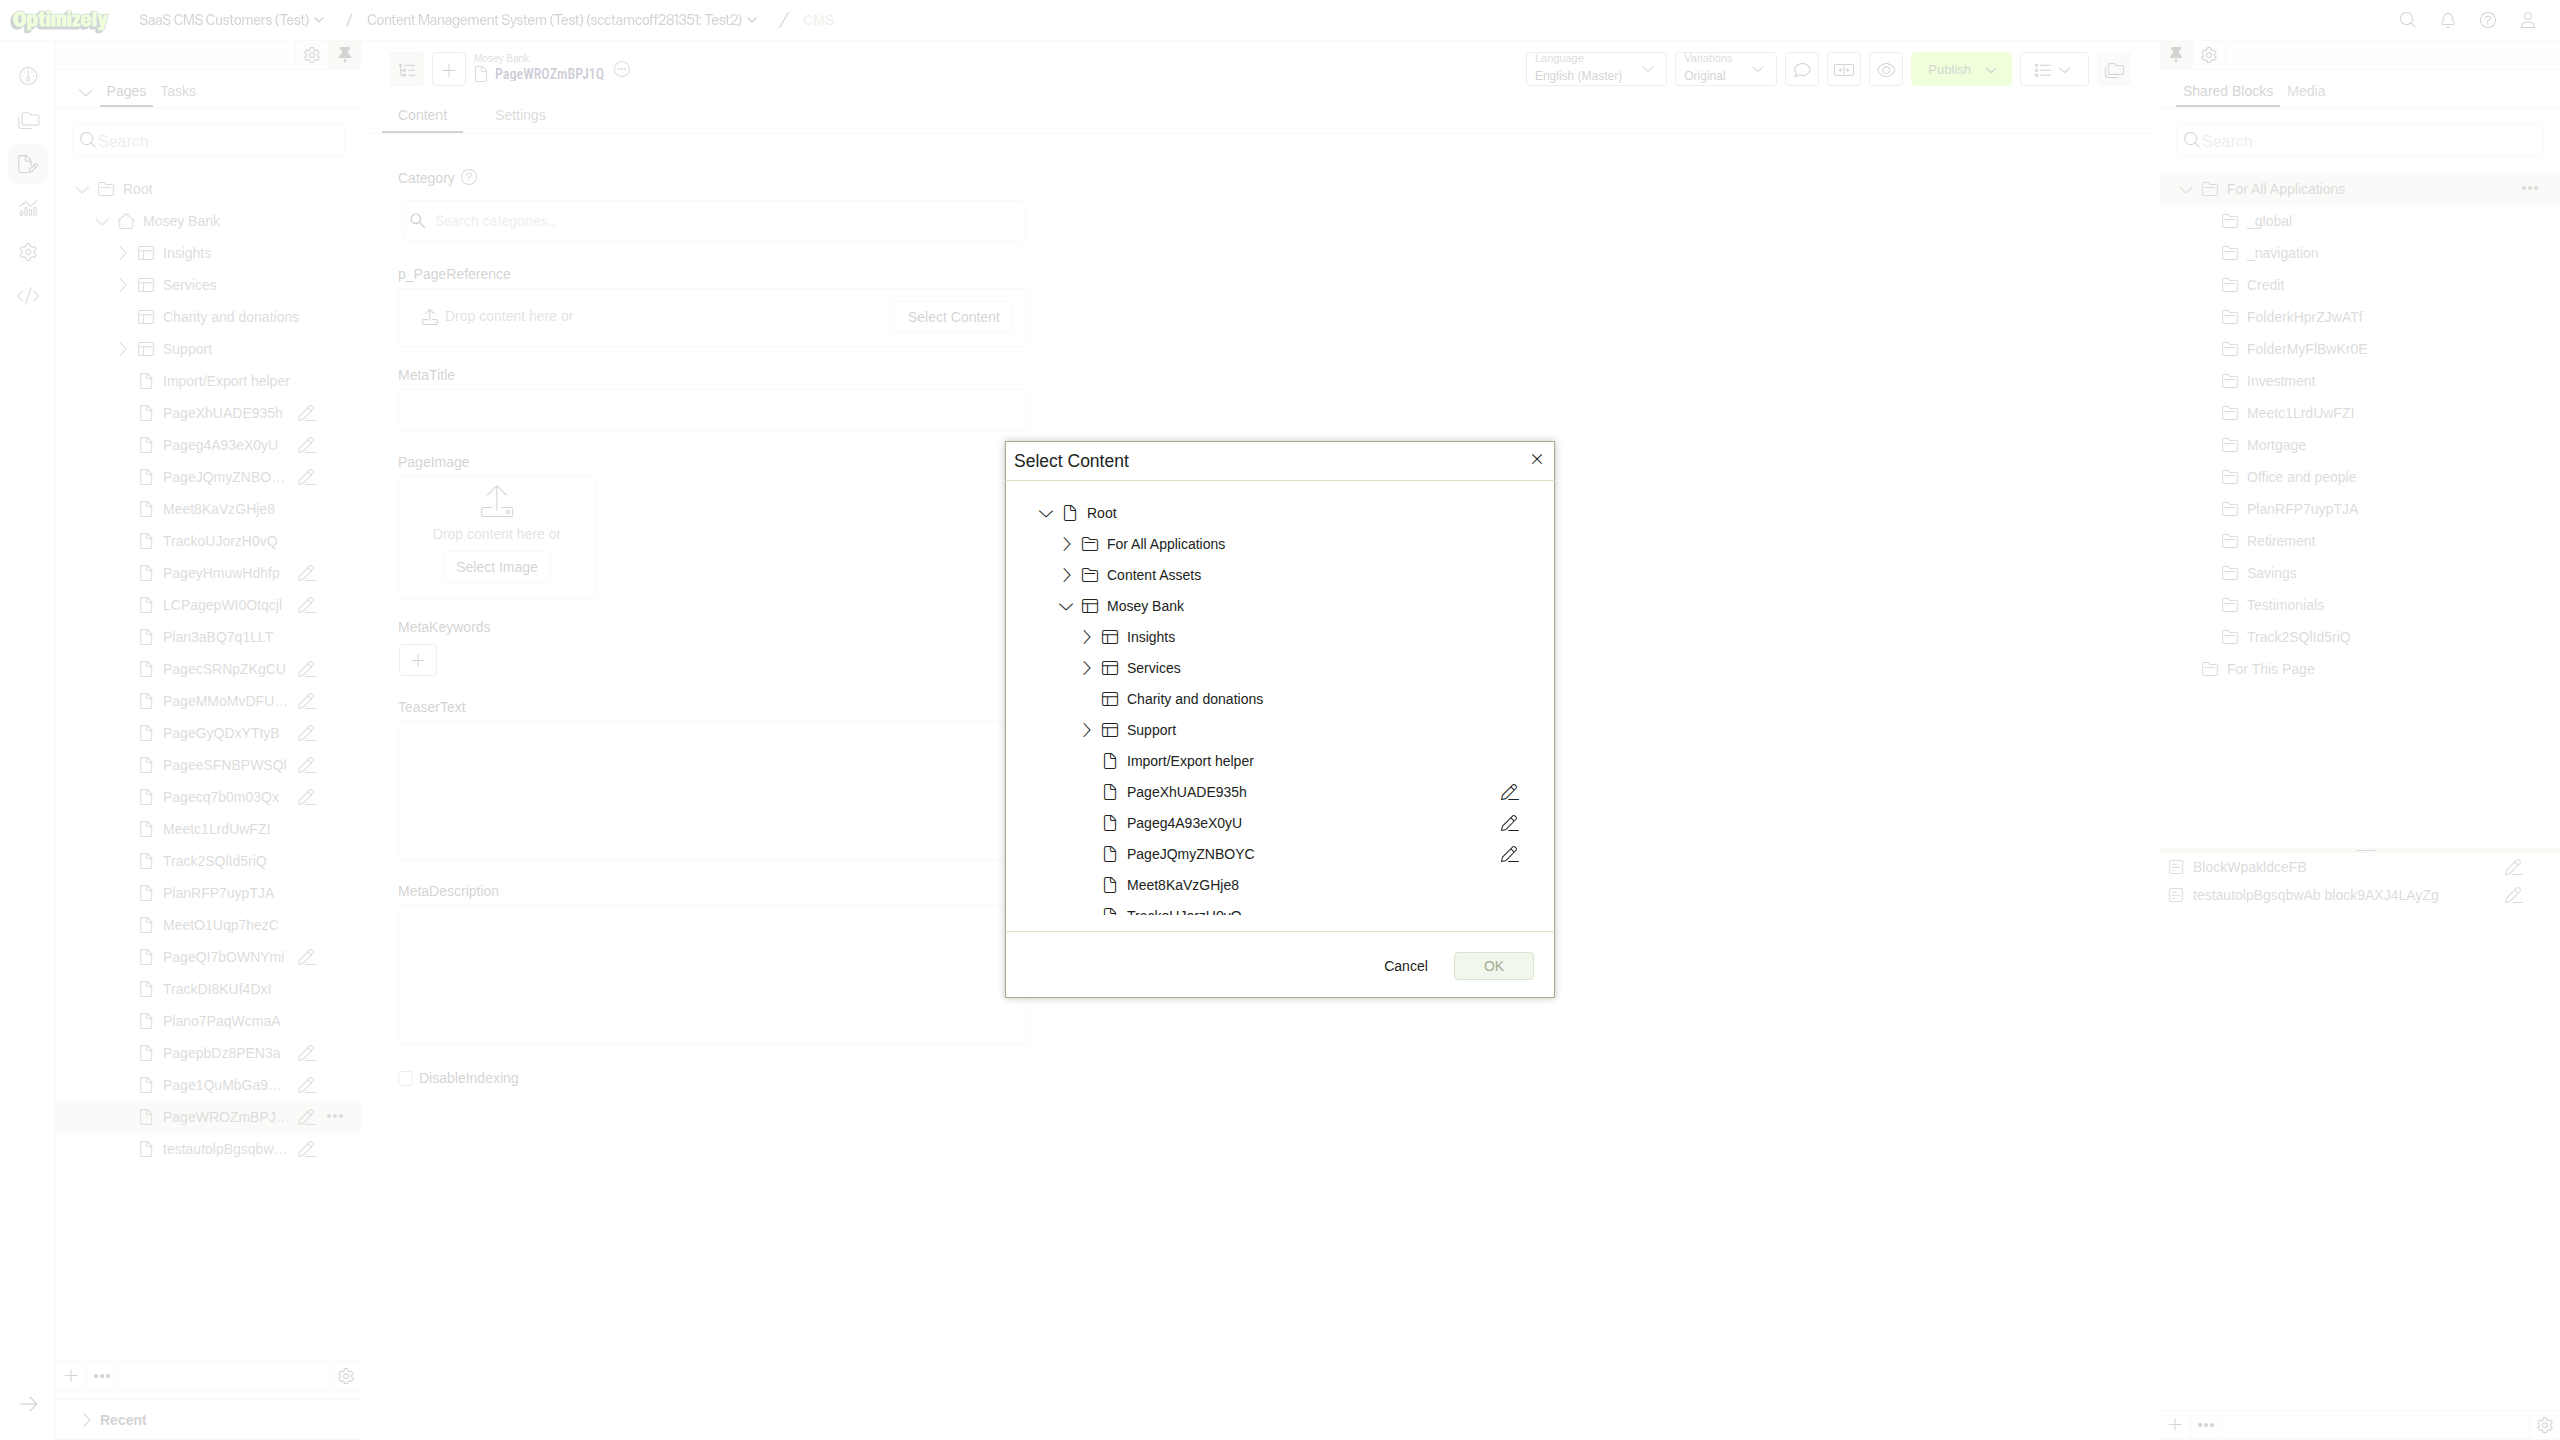 Optimizely
SaaS CMS Customers (Test) / Content Management System (Test) (scctamcoff281351: Test2) / CMS
Pages Tasks
Search
Root
Mosey Bank
Insights
Services
Charity and donations
Support
Import/Export helper
PageXhUADE935h
Pageg4A93eX0yU
PageJQmyZNBO...
Meet8KaVzGHje8
TrackoUJorzH0vQ
PageyHmuwHdhfp
LCPagepWI0Otqcjl
Plan3aBQ7q1LLT
PagecSRNpZKgCU
PageMMoMvDFU...
PageGyQDxYTtyB
PageeSFNBPWSQl
Pagecq7b0m03Qx
Meetc1LrdUwFZI
Track2SQlId5riQ
PlanRFP7uypTJA
MeetO1Uqp7hezC
PageQI7bOWNYmi
TrackDI8KUf4DxI
Plano7PaqWcmaA
PagepbDz8PEN3a
Page1QuMbGa9...
PageWROZmBPJ...
testautolpBgsqbw...
Recent
Mosey Bank
PageWROZmBPJ1Q
Language
English (Master)
Variations
Original
Publish
Content Settings
Category
Search categories...
p_PageReference
Drop content here or
Select Content
MetaTitle
PageImage
Drop content here or
Select Image
MetaKeywords
TeaserText
MetaDescription
DisableIndexing
Select Content
Root
For All Applications
Content Assets
Mosey Bank
Insights
Services
Charity and donations
Support
Import/Export helper
PageXhUADE935h
Pageg4A93eX0yU
PageJQmyZNBOYC
Meet8KaVzGHje8
TrackoUJorzH0vQ
Cancel OK
Shared Blocks Media
Search
For All Applications
_global
_navigation
Credit
FolderkHprZJwATf
FolderMyFlBwKr0E
Investment
Meetc1LrdUwFZI
Mortgage
Office and people
PlanRFP7uypTJA
Retirement
Savings
Testimonials
Track2SQlId5riQ
For This Page
BlockWpakldceFB
testautolpBgsqbwAb block9AXJ4LAyZg